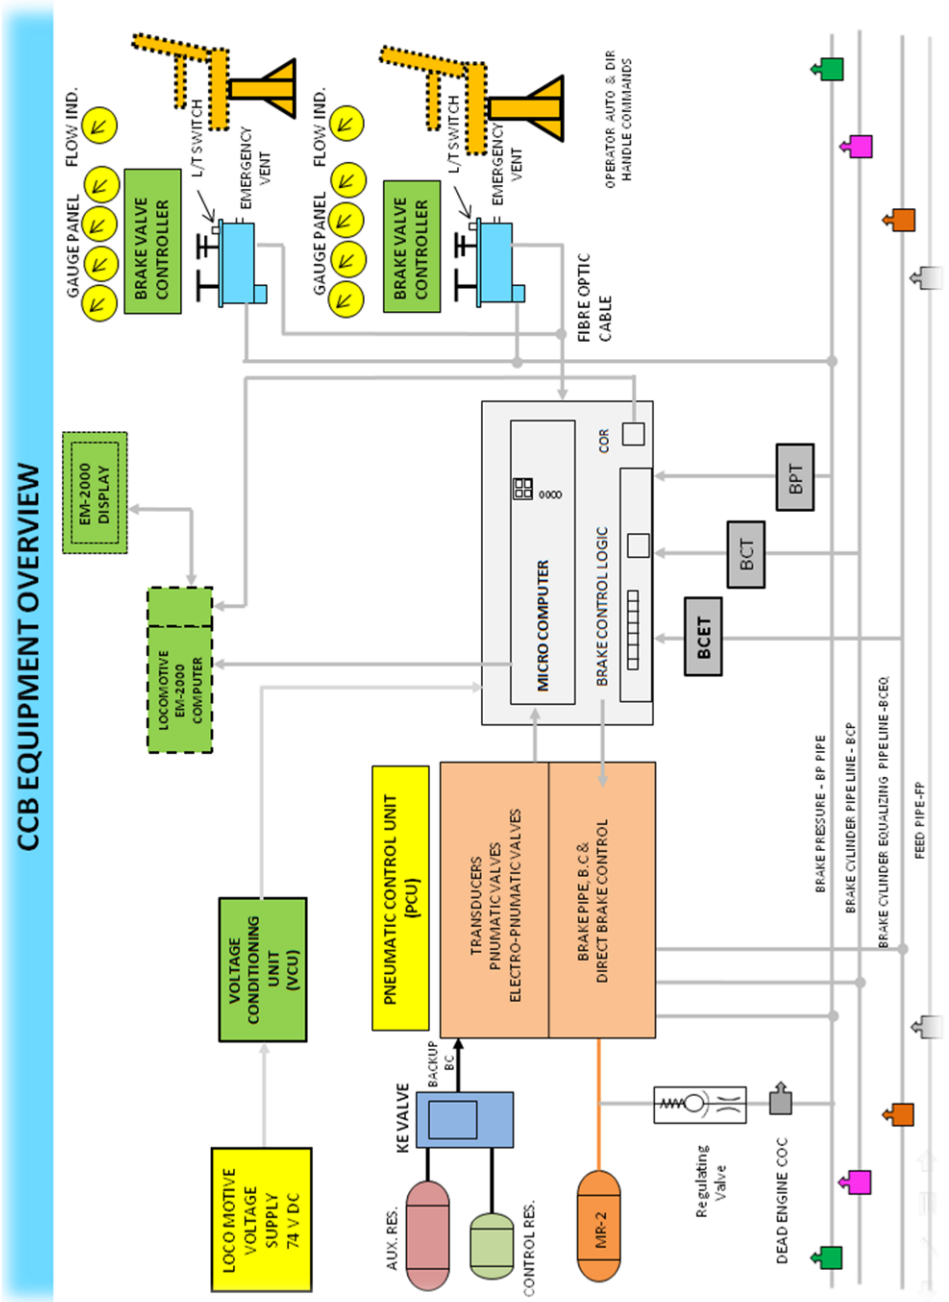 CCB EQUIPMENT OVERVIEW
LOCO MOTIVE
VOLTAGE
SUPPLY
74 V DC
VOLTAGE
CONDITIONING
UNIT
(VCU)
LOCOMOTIVE
EM-2000
COMPUTER
EM-2000
DISPLAY
GAUGE PANEL
FLOW IND.
BRAKE VALVE
CONTROLLER
L/T SWITCH
EMERGENCY
VENT
GAUGE PANEL
FLOW IND.
BRAKE VALVE
CONTROLLER
L/T SWITCH
EMERGENCY
VENT
FIBRE OPTIC
CABLE
OPERATOR AUTO & DIR
HANDLE COMMANDS
AUX. RES.
KE VALVE
BACKUP
BC
CONTROL RES.
MR-2
PNEUMATIC CONTROL UNIT
(PCU)
TRANSDUCERS
PNUMATIC VALVES
ELECTRO-PNUMATIC VALVES
BRAKE PIPE, B.C &
DIRECT BRAKE CONTROL
MICRO COMPUTER
BRAKE CONTROL LOGIC
COR
BCET
BCT
BPT
Regulating
Valve
DEAD ENGINE COC
BRAKE PRESSURE - BP PIPE
BRAKE CYLINDER PIPE LINE - BCP
BRAKE CYLINDER EQUALIZING PIPELINE -BCEQ,
FEED PIPE-FP